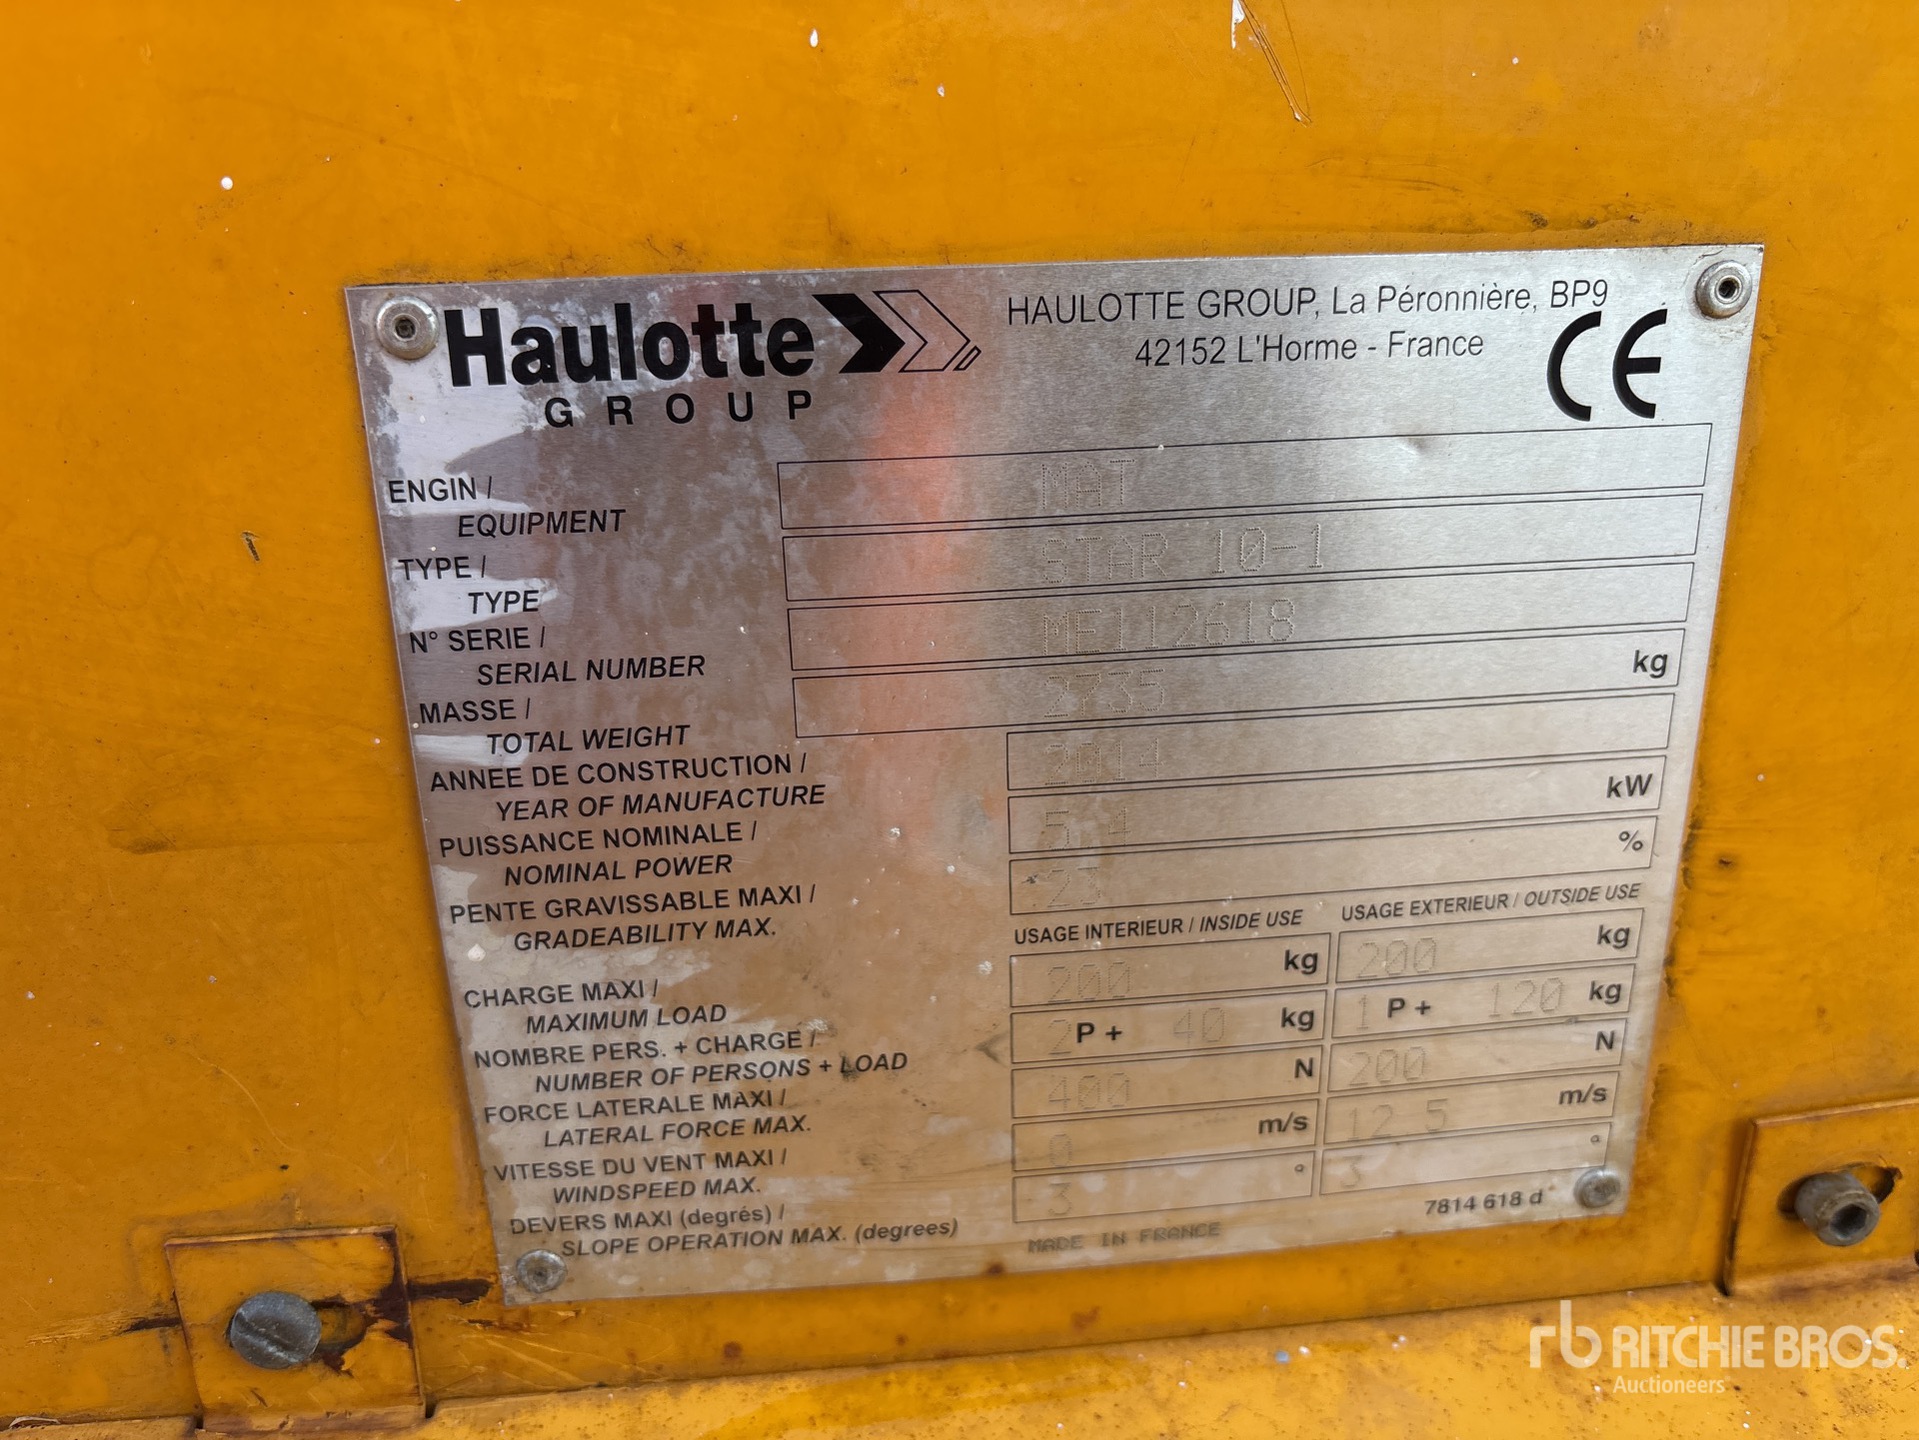 Haulotte
GROUP
HAULOTTE GROUP, La Péronnière, BP9
42152 L'Horme - France
CE
ENGIN /
EQUIPMENT
MAT
TYPE /
TYPE
STAR 10-1
N° SERIE /
SERIAL NUMBER
ME112618
MASSE /
TOTAL WEIGHT
2735 kg
ANNEE DE CONSTRUCTION /
YEAR OF MANUFACTURE
2014
PUISSANCE NOMINALE /
NOMINAL POWER
5,4 kW
PENTE GRAVISSABLE MAXI /
GRADEABILITY MAX.
23 %
USAGE INTERIEUR / INSIDE USE USAGE EXTERIEUR / OUTSIDE USE
CHARGE MAXI /
MAXIMUM LOAD
200 kg 200 kg
NOMBRE PERS. + CHARGE /
NUMBER OF PERSONS + LOAD
2 P + 40 kg 1 P + 120 kg
FORCE LATERALE MAXI /
LATERAL FORCE MAX.
400 N 200 N
VITESSE DU VENT MAXI /
WINDSPEED MAX.
0 m/s 12,5 m/s
DEVERS MAXI (degrés) /
SLOPE OPERATION MAX. (degrees)
3 ° 3 °
MADE IN FRANCE
7814 618 d
rb RITCHIE BROS.
Auctioneers